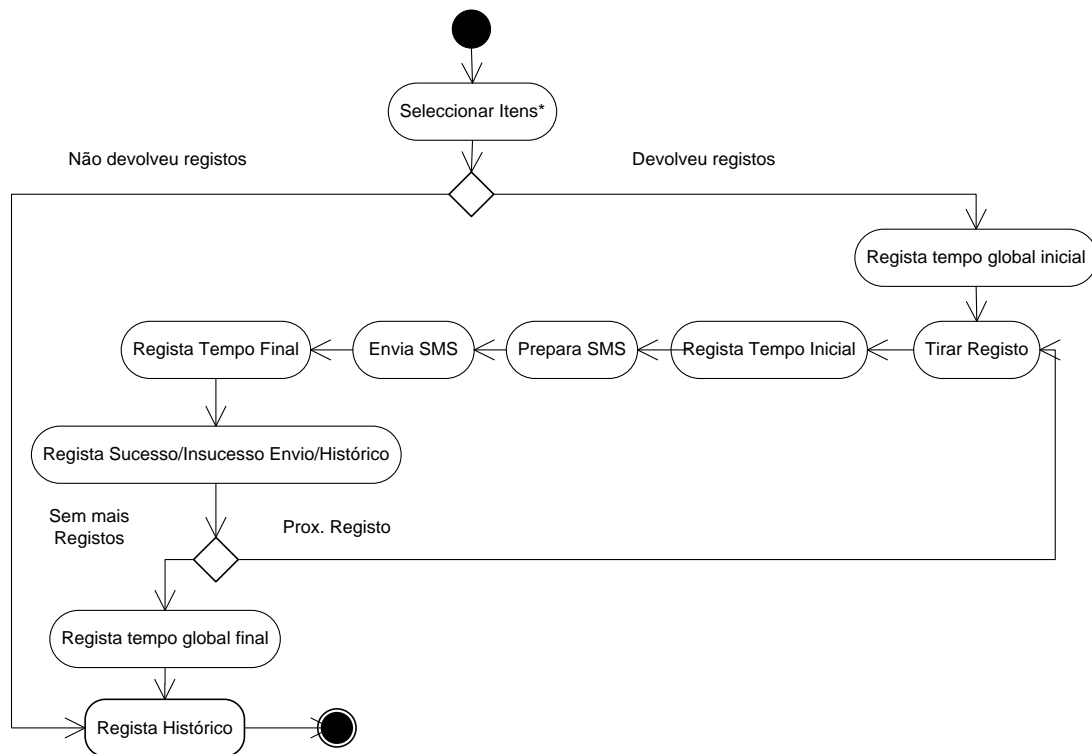 Seleccionar Itens*
Não devolveu registos
Devolveu registos
Regista tempo global inicial
Regista Tempo Final
Envia SMS
Prepara SMS
Regista Tempo Inicial
Tirar Registo
Regista Sucesso/Insucesso Envio/Histórico
Sem mais
Registos
Prox. Registo
Regista tempo global final
Regista Histórico